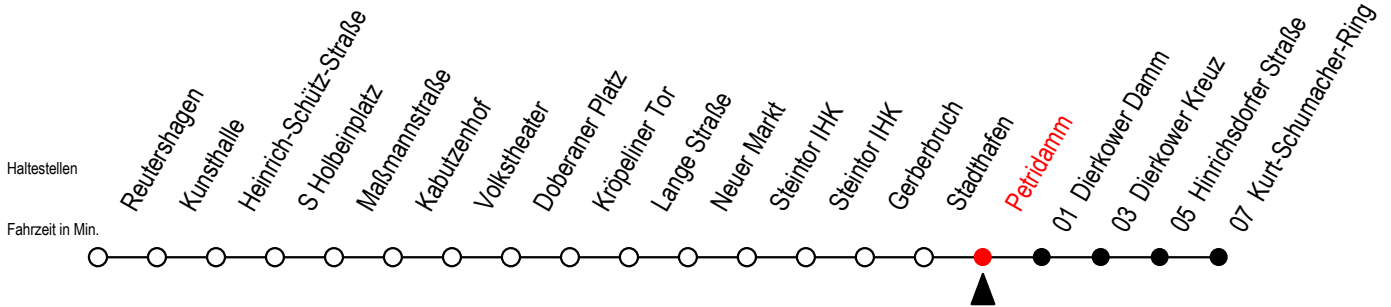 Haltestellen
Reutershagen
Kunsthalle
Heinrich-Schütz-Straße
S Holbeinplatz
Maßmannstraße
Kabutzenhof
Volkstheater
Doberaner Platz
Kröpeliner Tor
Lange Straße
Neuer Markt
Steintor IHK
Steintor IHK
Gerberbruch
Stadthafen
Petridamm
01 Dierkower Damm
03 Dierkower Kreuz
05 Hinrichsdorfer Straße
07 Kurt-Schumacher-Ring
Fahrzeit in Min.